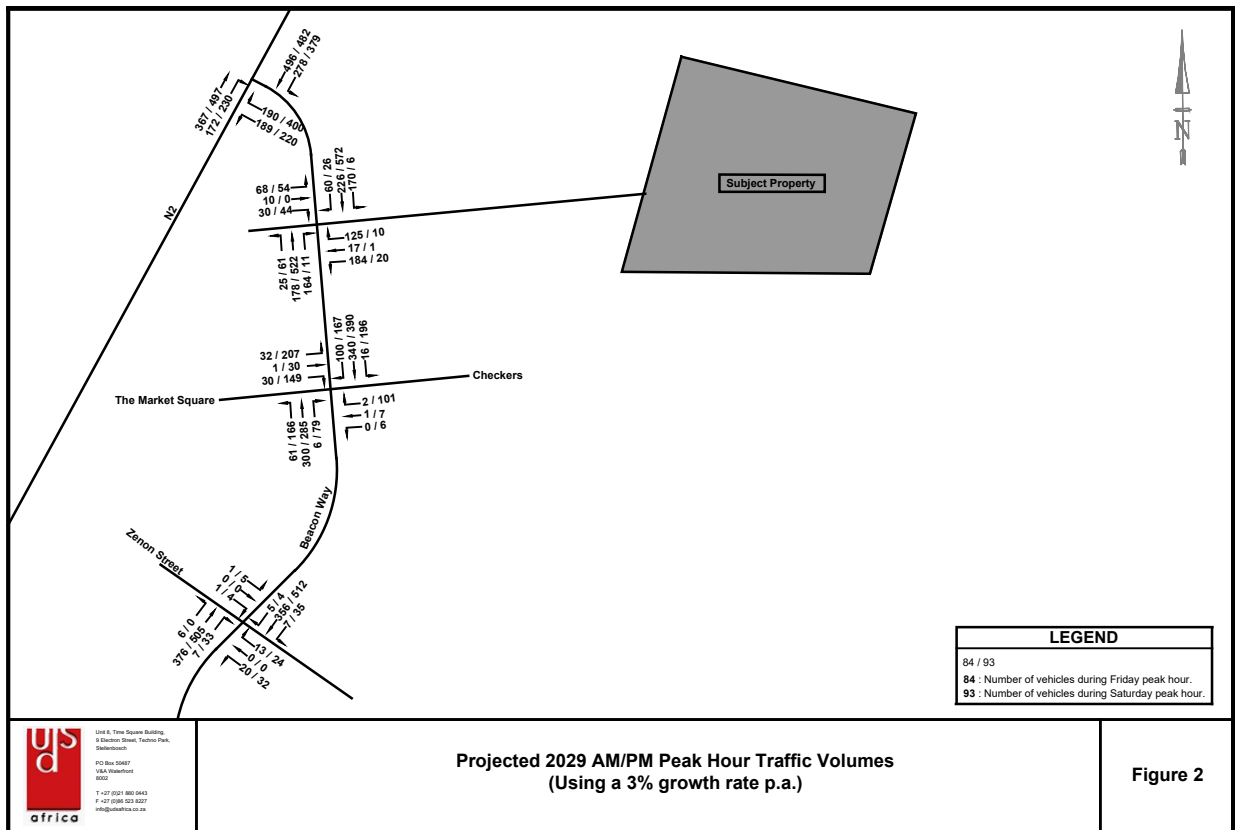 496 / 482
278 / 379
367 / 497
172 / 230
190 / 400
189 / 220
N2
68 / 54
10 / 0
30 / 44
60 / 26
226 / 572
170 / 6
125 / 10
17 / 1
184 / 20
25 / 61
178 / 522
164 / 11
Subject Property
N
32 / 207
1 / 30
30 / 149
100 / 167
340 / 390
16 / 196
Checkers
The Market Square
2 / 101
1 / 7
0 / 6
61 / 166
300 / 285
6 / 79
Beacon Way
Zenon Street
1 / 5
0 / 0
1 / 4
5 / 4
356 / 512
7 / 35
6 / 0
376 / 505
7 / 33
13 / 24
0 / 0
20 / 32
LEGEND
84 / 93
84 : Number of vehicles during Friday peak hour.
93 : Number of vehicles during Saturday peak hour.
uds
africa
Unit 8, Time Square Building,
9 Electron Street, Techno Park,
Stellenbosch
PO Box 50487
V&A Waterfront
8002
T +27 (0)21 880 0443
F +27 (0)86 523 8227
info@udsafrica.co.za
Projected 2029 AM/PM Peak Hour Traffic Volumes
(Using a 3% growth rate p.a.)
Figure 2